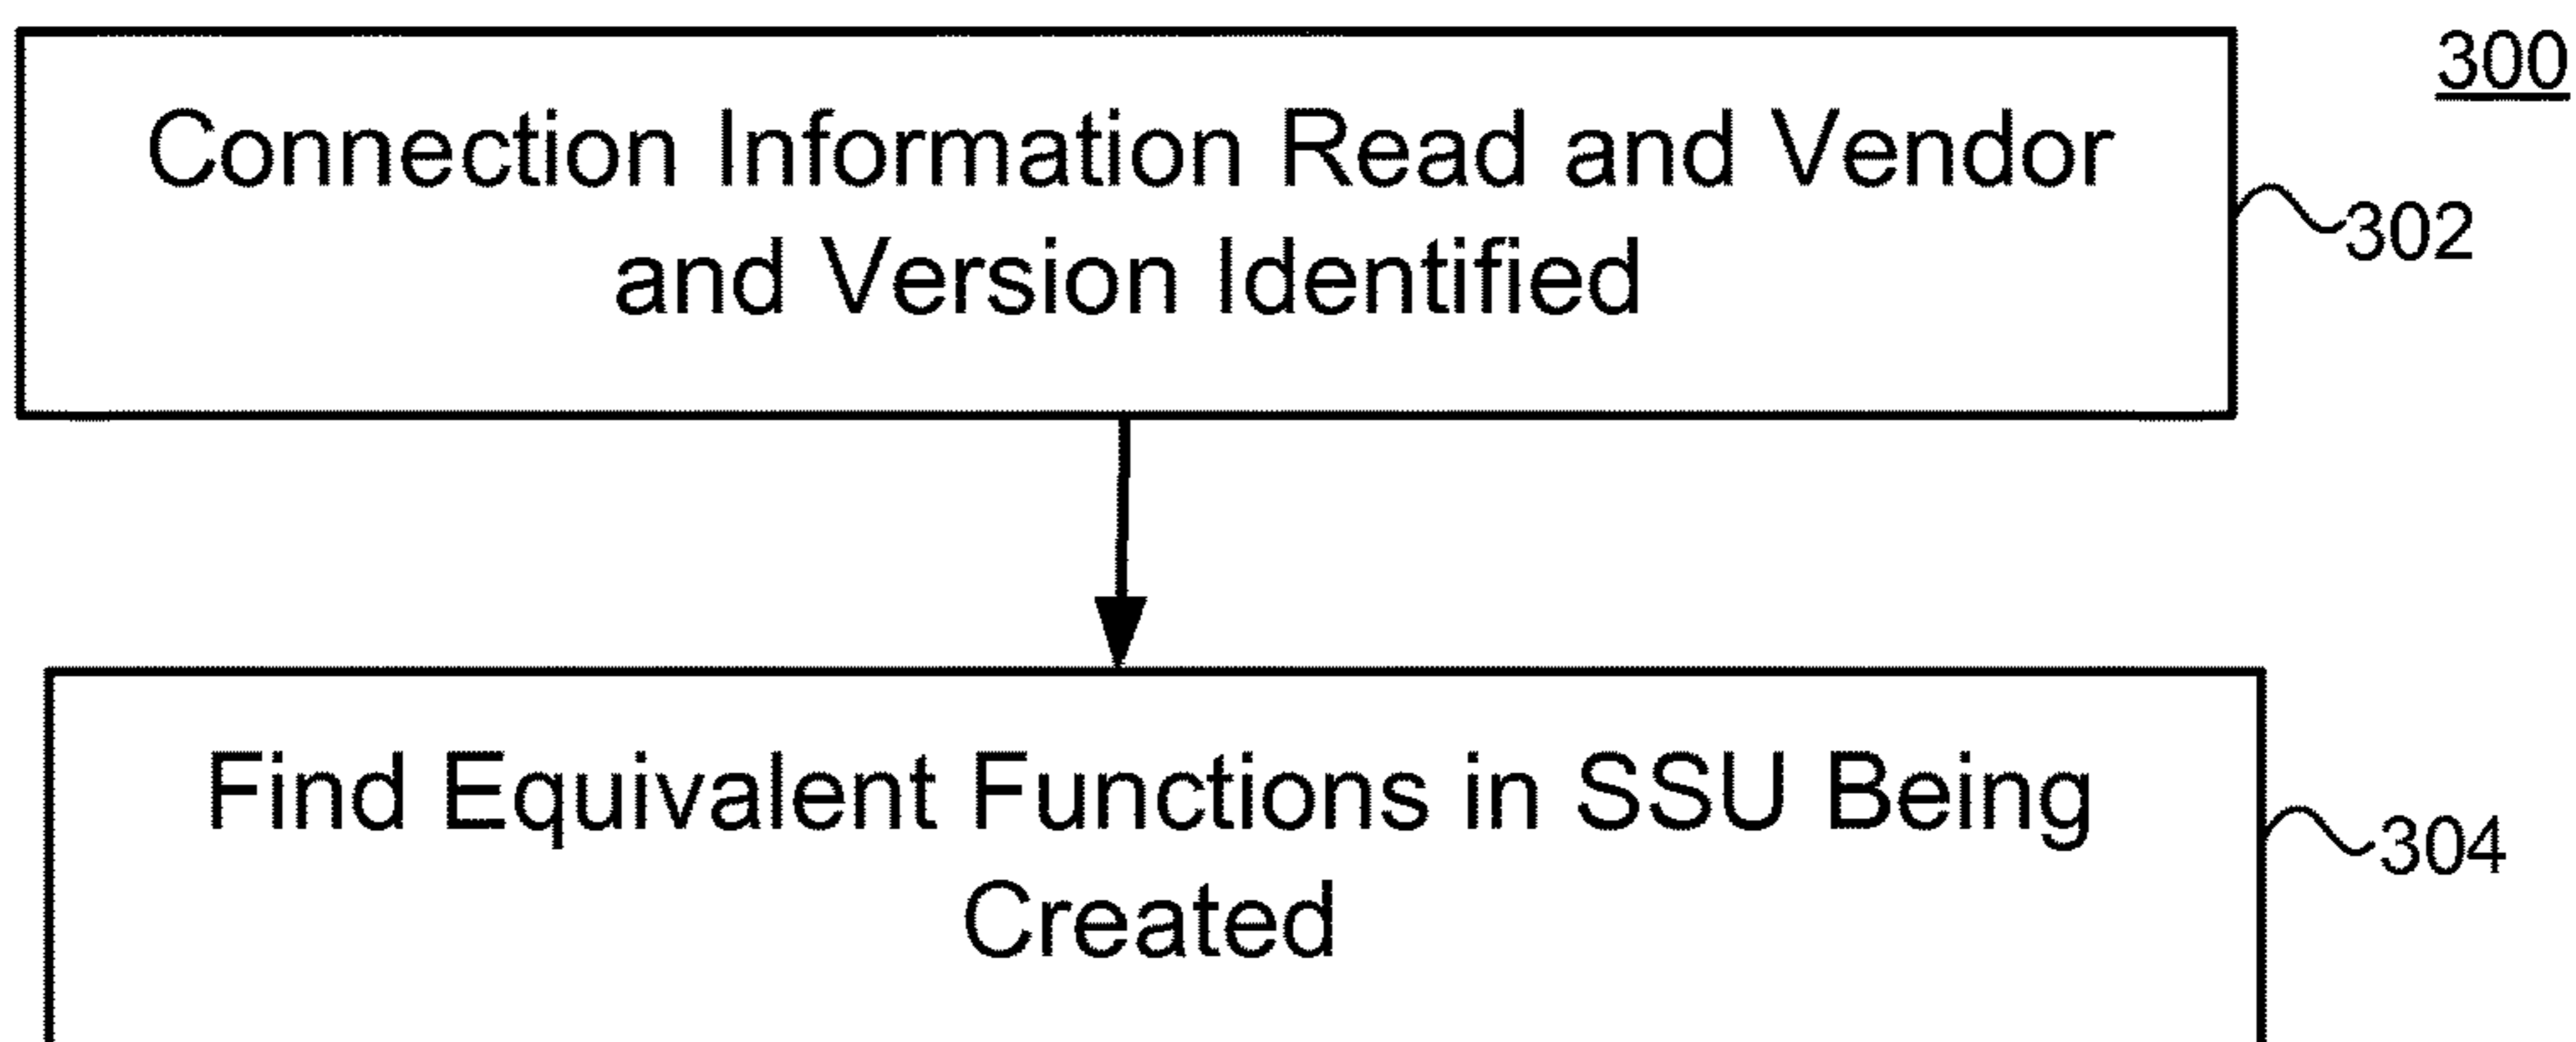 300
Connection Information Read and Vendor
and Version Identified
302
Find Equivalent Functions in SSU Being
Created
304